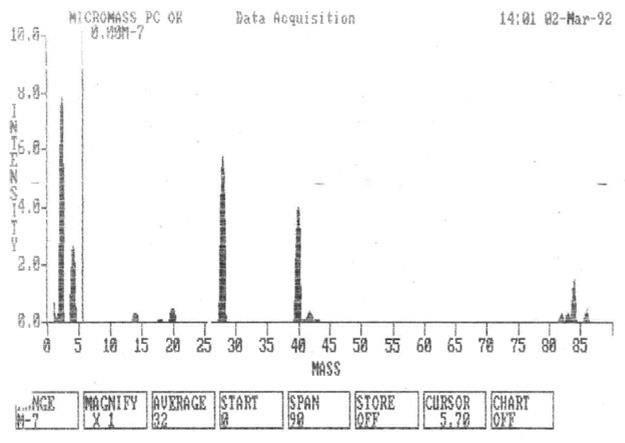 MICROMASS PC OK Data Acquisition 14:01 02-Mar-92
0.00M-7
10.0
8.0
6.0
4.0
2.0
0.0
INTENSITY
0 5 10 15 20 25 30 35 40 45 50 55 60 65 70 75 80 85
MASS
MAGNIFY AVERAGE START SPAN STORE CURSOR CHART
M-7 X 1 32 0 90 OFF 5.70 OFF